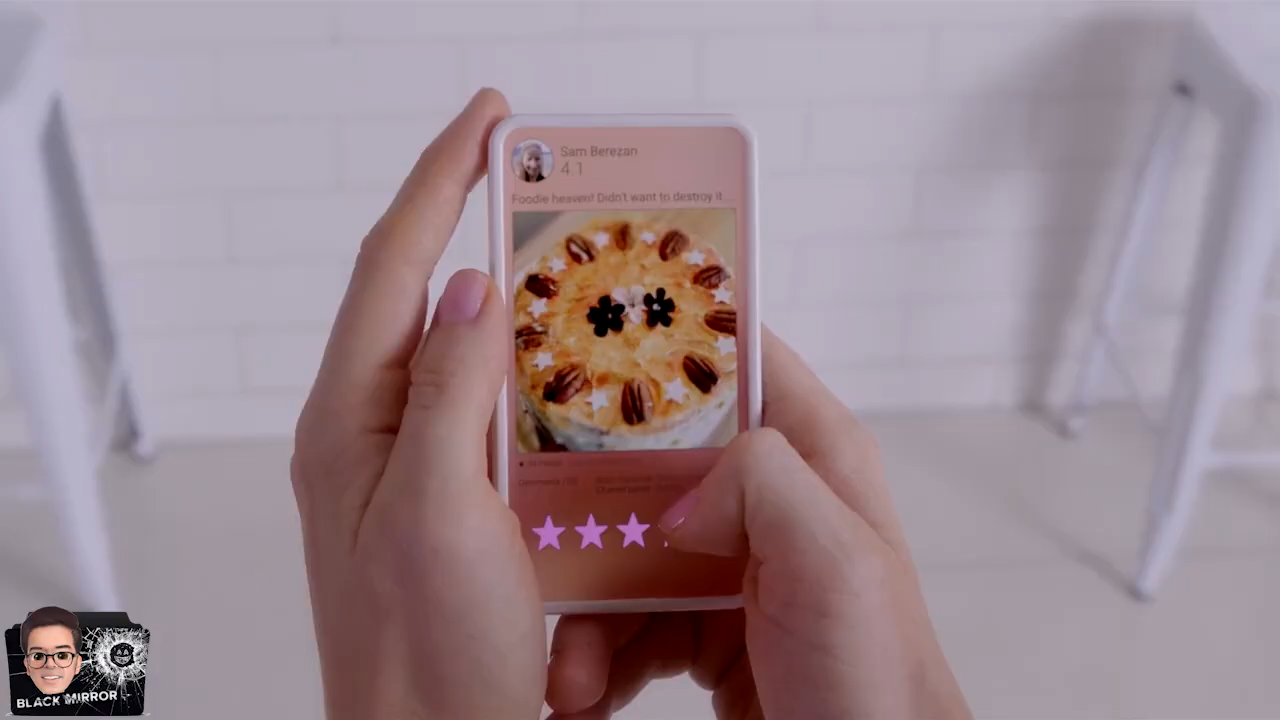 Sam Berezan
4.1
Foodie heaven! Didn't want to destroy it...
BLACK MIRROR